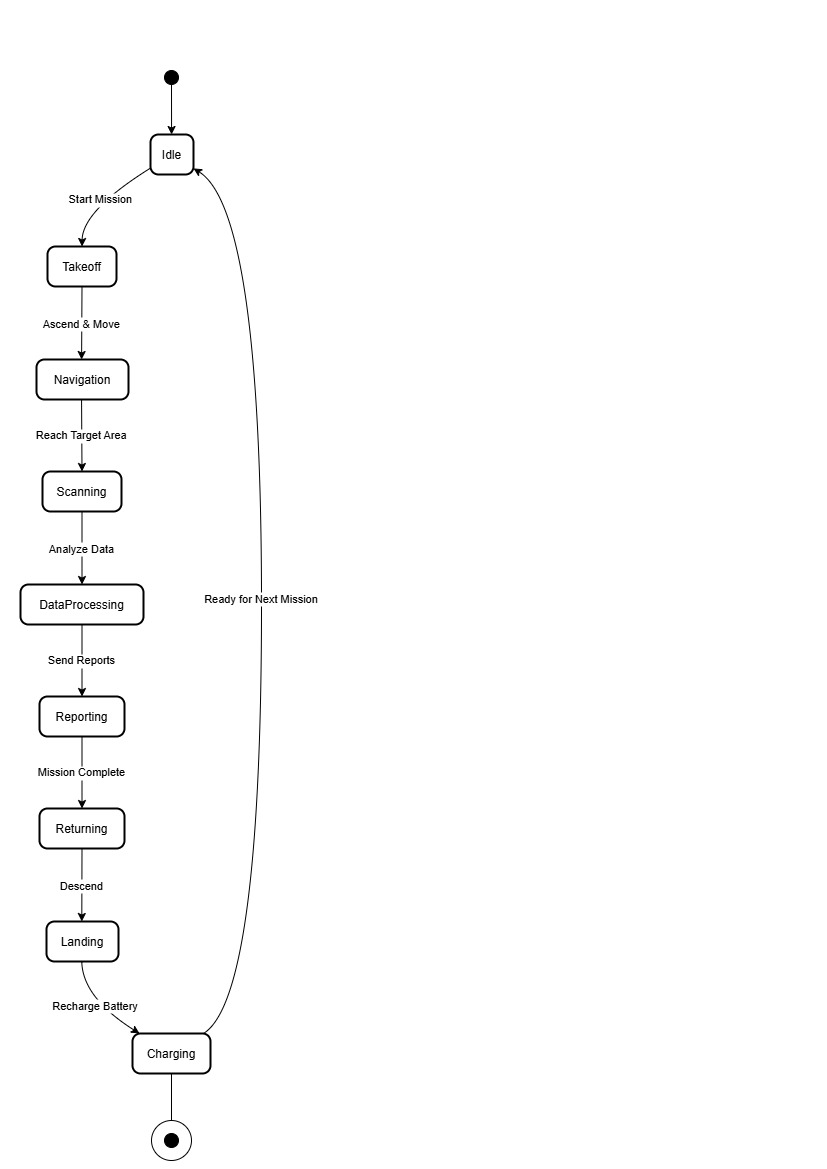 Idle
Start Mission
Takeoff
Ascend & Move
Navigation
Reach Target Area
Scanning
Analyze Data
DataProcessing
Ready for Next Mission
Send Reports
Reporting
Mission Complete
Returning
Descend
Landing
Recharge Battery
Charging